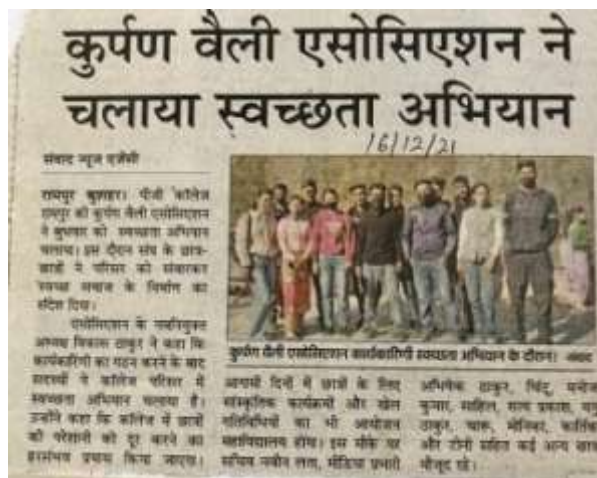 कुर्पण वैली एसोसिएशन ने
चलाया स्वच्छता अभियान
16/12/21
संवाद न्यूज एजेंसी
रामपुर बुशहर। पीजी कॉलेज
रामपुर की कुर्पण वैली एसोसिएशन
ने बुधवार को स्वच्छता अभियान
चलाया। इस दौरान संघ के छात्र-
छात्रों ने परिसर को संवारकर
स्वच्छ समाज के निर्माण का
संदेश दिया।
एसोसिएशन के नवनियुक्त
अध्यक्ष विकास ठाकुर ने कहा कि
कार्यकारिणी का गठन करने के बाद
सदस्यों ने कॉलेज परिसर में
स्वच्छता अभियान चलाया है।
उन्होंने कहा कि कॉलेज में छात्रों
की परेशानी को दूर करने का
हरसंभव प्रयास किया जाएगा।
कुर्पण वैली एसोसिएशन कार्यकारिणी स्वच्छता अभियान के दौरान। संवाद
आगामी दिनों में छात्रों के लिए
सांस्कृतिक कार्यक्रमों और खेल
गतिविधियों का भी आयोजन
महाविद्यालय होगा। इस मौके पर
सचिव नवीन लता, मीडिया प्रभारी
अभिषेक ठाकुर, चिंटू, मनोज
कुमार, साहिल, सत्य प्रकाश,
ठाकुर, चारू, मोनिका, कार्तिक
और टोनी सहित कई अन्य छात्र
मौजूद रहे।